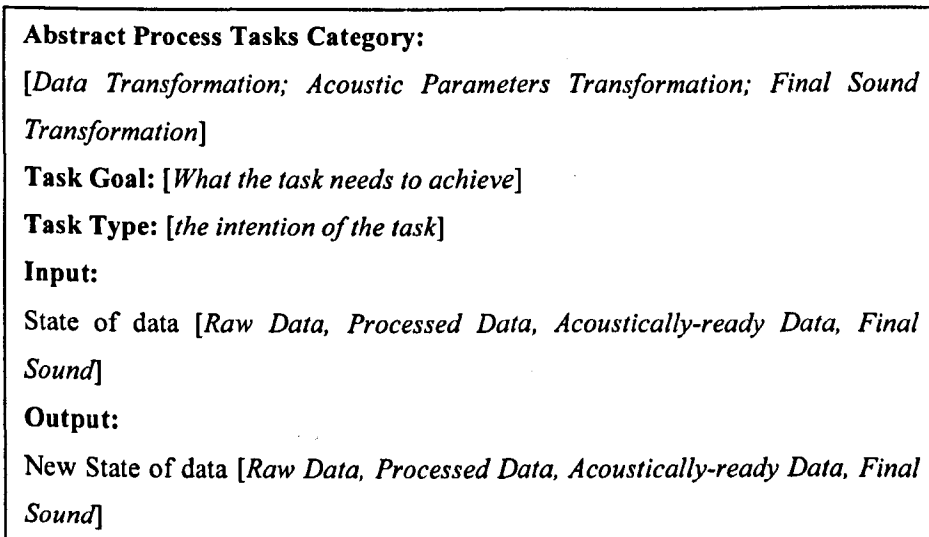 Abstract Process Tasks Category:
[Data Transformation; Acoustic Parameters Transformation; Final Sound
Transformation]
Task Goal: [What the task needs to achieve]
Task Type: [the intention of the task]
Input:
State of data [Raw Data, Processed Data, Acoustically-ready Data, Final
Sound]
Output:
New State of data [Raw Data, Processed Data, Acoustically-ready Data, Final
Sound]